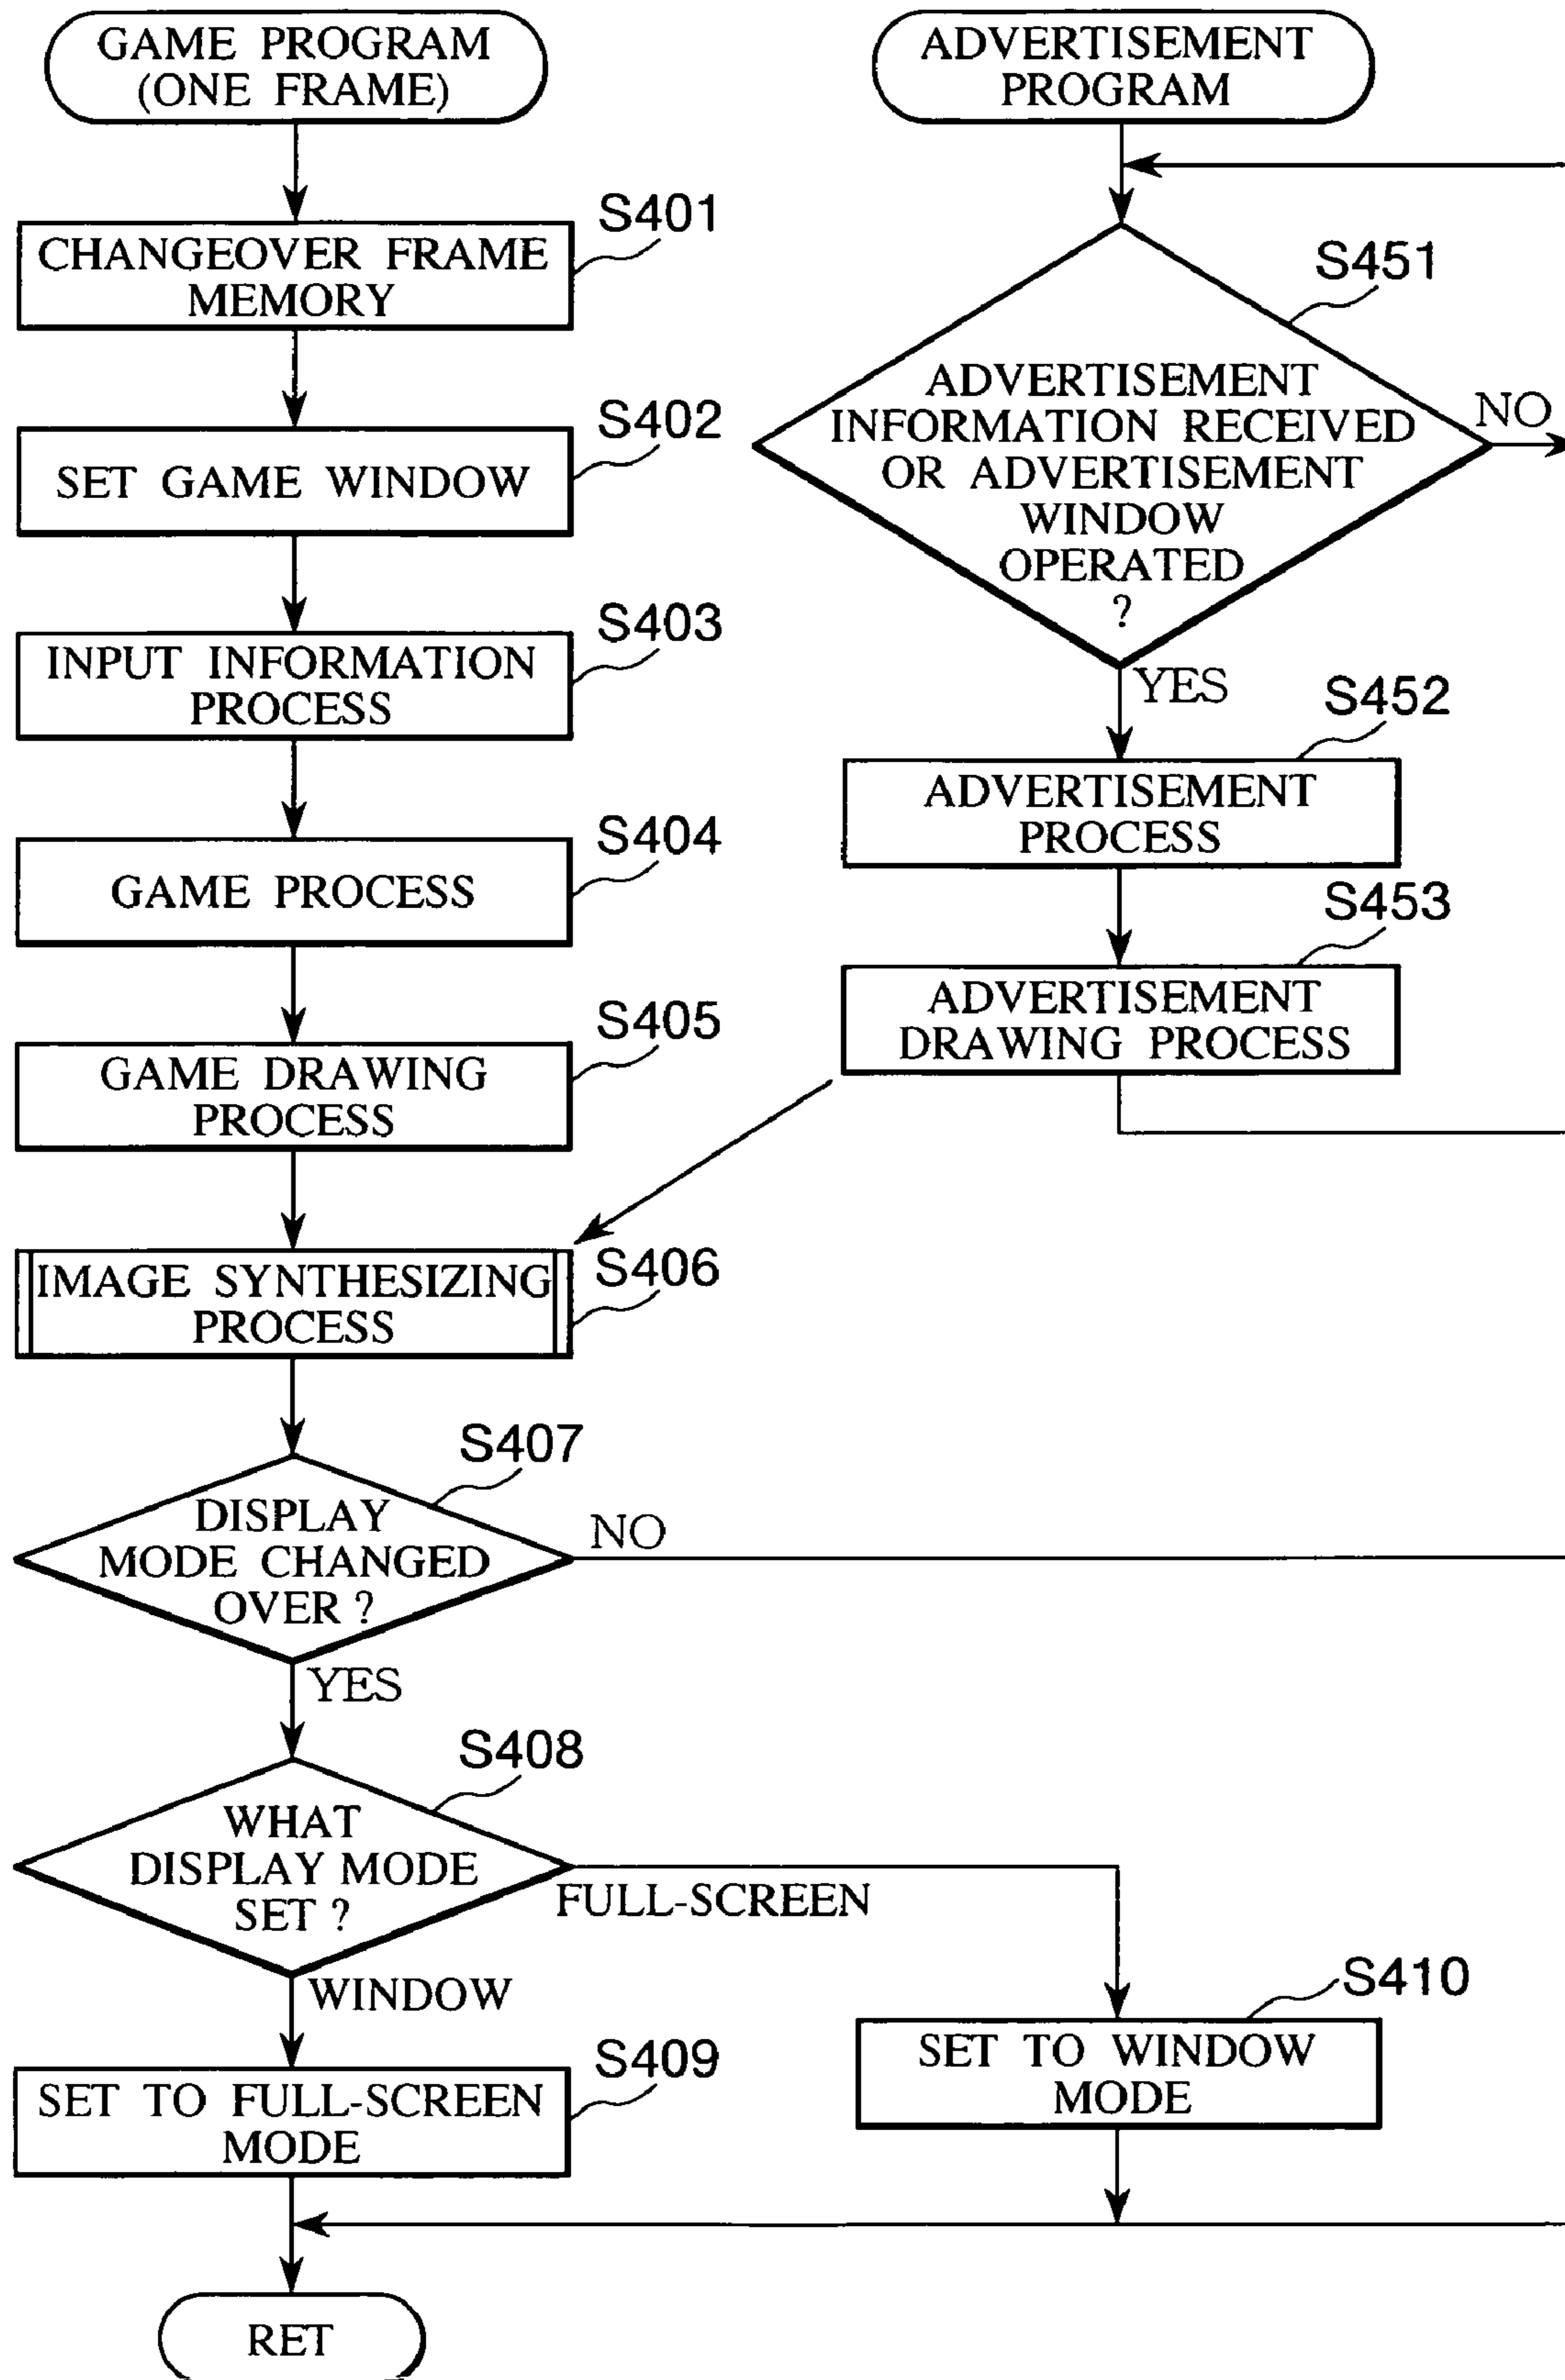 GAME PROGRAM
(ONE FRAME)
S401
CHANGEOVER FRAME
MEMORY
S402
SET GAME WINDOW
S403
INPUT INFORMATION
PROCESS
S404
GAME PROCESS
S405
GAME DRAWING
PROCESS
S406
IMAGE SYNTHESIZING
PROCESS
S407
DISPLAY
MODE CHANGED
OVER ?
NO
YES
S408
WHAT
DISPLAY MODE
SET ?
FULL-SCREEN
WINDOW
S409
SET TO FULL-SCREEN
MODE
S410
SET TO WINDOW
MODE
RET
ADVERTISEMENT
PROGRAM
S451
ADVERTISEMENT
INFORMATION RECEIVED
OR ADVERTISEMENT
WINDOW
OPERATED
?
NO
YES
S452
ADVERTISEMENT
PROCESS
S453
ADVERTISEMENT
DRAWING PROCESS